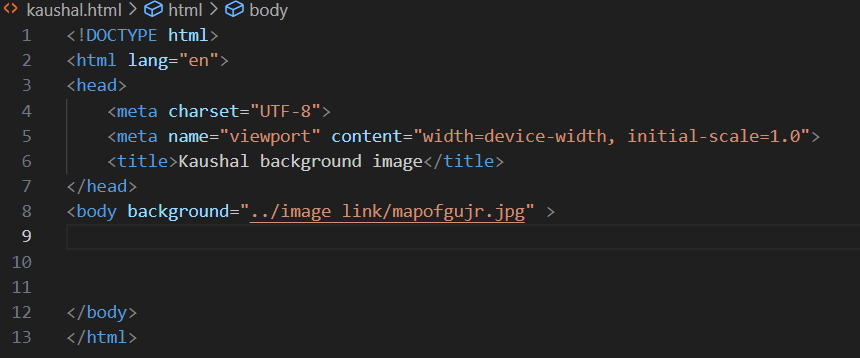 kaushal.html > html > body
1 <!DOCTYPE html>
2 <html lang="en">
3 <head>
4     <meta charset="UTF-8">
5     <meta name="viewport" content="width=device-width, initial-scale=1.0">
6     <title>Kaushal background image</title>
7 </head>
8 <body background="../image link/mapofgujr.jpg" >
9
10
11
12 </body>
13 </html>